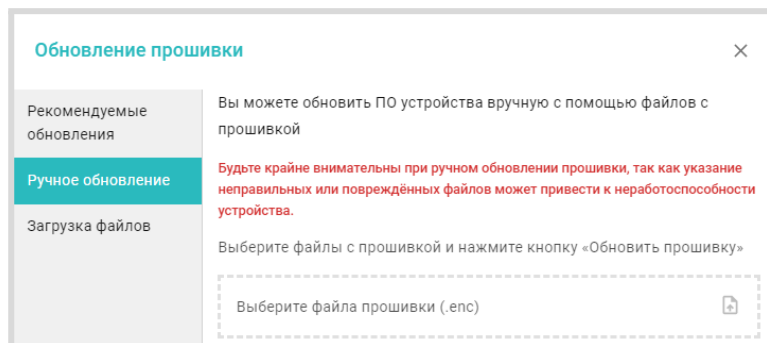 Обновление прошивки
Рекомендуемые
обновления
Ручное обновление
Загрузка файлов
Вы можете обновить ПО устройства вручную с помощью файлов с
прошивкой
Будьте крайне внимательны при ручном обновлении прошивки, так как указание
неправильных или повреждённых файлов может привести к неработоспособности
устройства.
Выберите файлы с прошивкой и нажмите кнопку «Обновить прошивку»
Выберите файла прошивки (.enc)